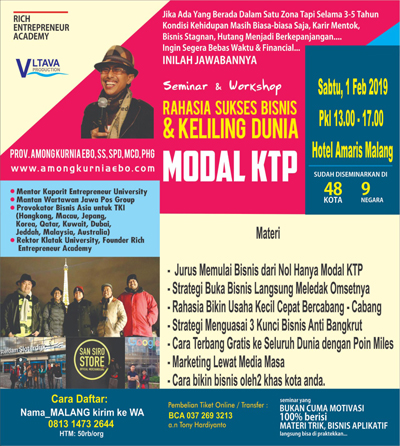 RICH
ENTREPRENEUR
ACADEMY
VLTAVA
PRODUCTION
Jika Ada Yang Berada Dalam Satu Zona Tapi Selama 3-5 Tahun
Kondisi Kehidupan Masih Biasa-biasa Saja, Karir Mentok,
Bisnis Stagnan, Hutang Menjadi Berkepanjangan....
Ingin Segera Bebas Waktu & Financial...
INILAH JAWABANNYA
Seminar & Workshop
RAHASIA SUKSES BISNIS
& KELILING DUNIA
MODAL KTP
Sabtu, 1 Feb 2019
Pkl 13.00 - 17.00
Hotel Amaris Malang
SUDAH DISEMINARKAN DI
48 9
KOTA NEGARA
PROV. AMONGKURNIAEBO, SS, SPD, MCD, PHG
www.amongkurniaebo.com
Mentor Kaporit Entrepreneur University
Mantan Wartawan Jawa Pos Group
Provokator Bisnis Asia untuk TKI
(Hongkong, Macau, Jepang,
Korea, Qatar, Kuwait, Dubai,
Jeddah, Malaysia, Australia)
Rektor Klatak University, Founder Rich
Entrepreneur Academy
SAN SIRO
STORE
Materi
- Jurus Memulai Bisnis dari Nol Hanya Modal KTP
- Strategi Buka Bisnis Langsung Meledak Omsetnya
- Rahasia Bikin Usaha Kecil Cepat Bercabang - Cabang
- Strategi Menguasai 3 Kunci Bisnis Anti Bangkrut
- Cara Terbang Gratis ke Seluruh Dunia dengan Poin Miles
- Marketing Lewat Media Masa
- Cara bikin bisnis oleh2 khas kota anda.
Cara Daftar:
Nama_MALANG kirim ke WA
0813 1473 2644
HTM: 50rb/org
Pembelian Tiket Online / Transfer :
BCA 037 269 3213
a.n Tony Hardiyanto
seminar yang
BUKAN CUMA MOTIVASI
100% berisi
MATERI TRIK, BISNIS APLIKATIF
langsung bisa di praktekkan...